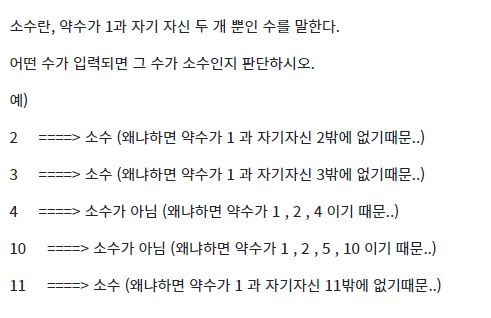 소수란, 약수가 1과 자기 자신 두 개 뿐인 수를 말한다.
어떤 수가 입력되면 그 수가 소수인지 판단하시오.
예)
2 ====> 소수 (왜냐하면 약수가 1 과 자기자신 2밖에 없기때문..)
3 ====> 소수 (왜냐하면 약수가 1 과 자기자신 3밖에 없기때문..)
4 ====> 소수가 아님 (왜냐하면 약수가 1 , 2 , 4 이기 때문..)
10 ====> 소수가 아님 (왜냐하면 약수가 1 , 2 , 5 , 10 이기 때문..)
11 ====> 소수 (왜냐하면 약수가 1 과 자기자신 11밖에 없기때문..)